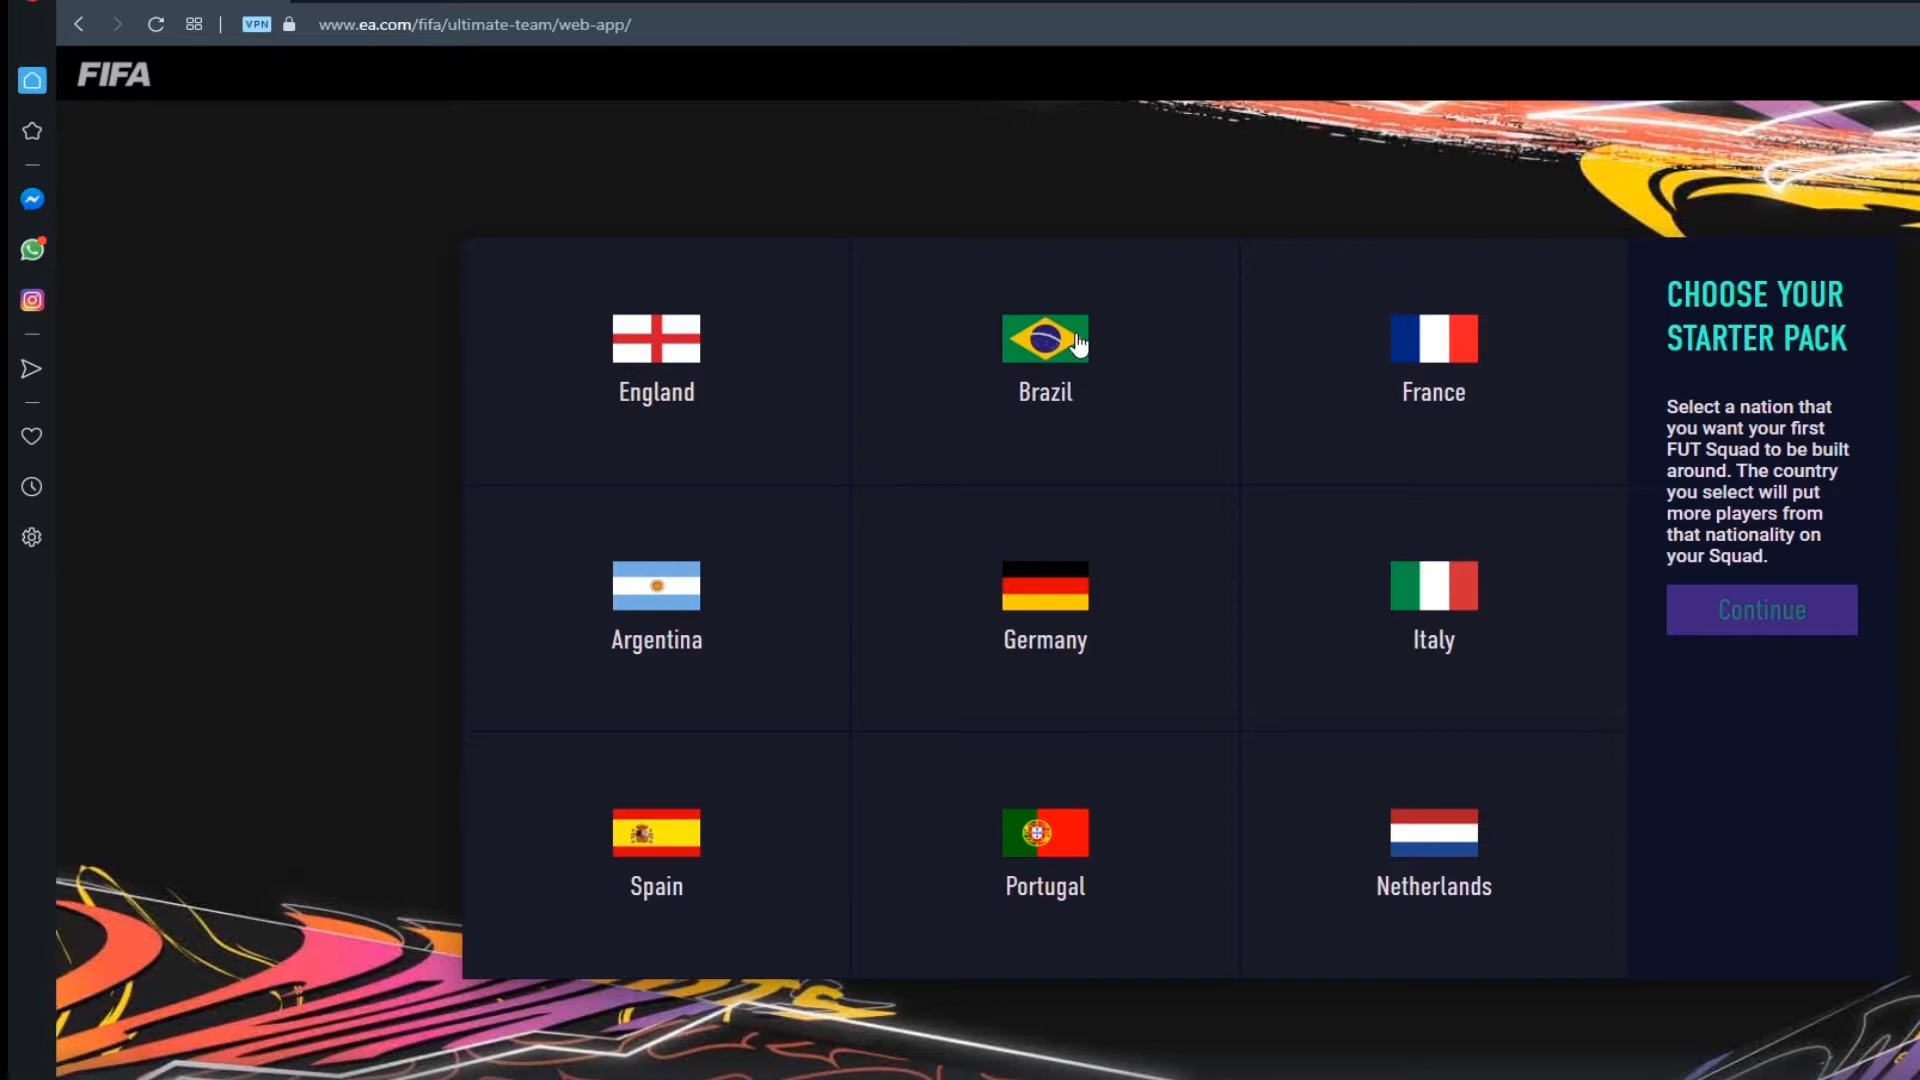 VPN
www.ea.com/fifa/ultimate-team/web-app/
FIFA
England
Brazil
France
CHOOSE YOUR
STARTER PACK
Select a nation that
you want your first
FUT Squad to be built
around. The country
you select will put
more players from
that nationality on
your Squad.
Continue
Argentina
Germany
Italy
Spain
Portugal
Netherlands